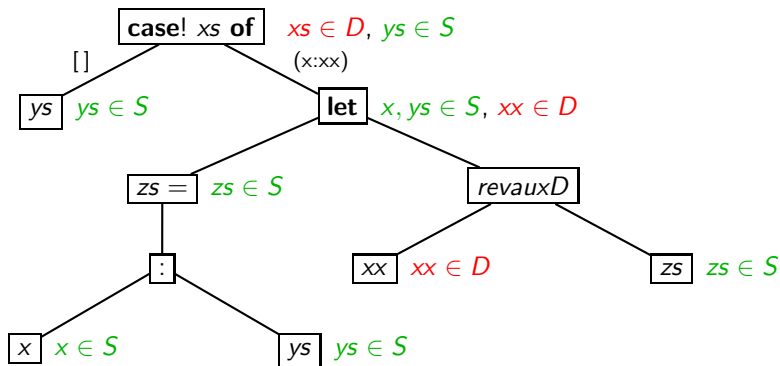 case! xs of xs ∈ D, ys ∈ S
[ ] (x:xx)
ys ys ∈ S let x, ys ∈ S, xx ∈ D
zs = zs ∈ S revauxD
: xx xx ∈ D zs zs ∈ S
x x ∈ S ys ys ∈ S